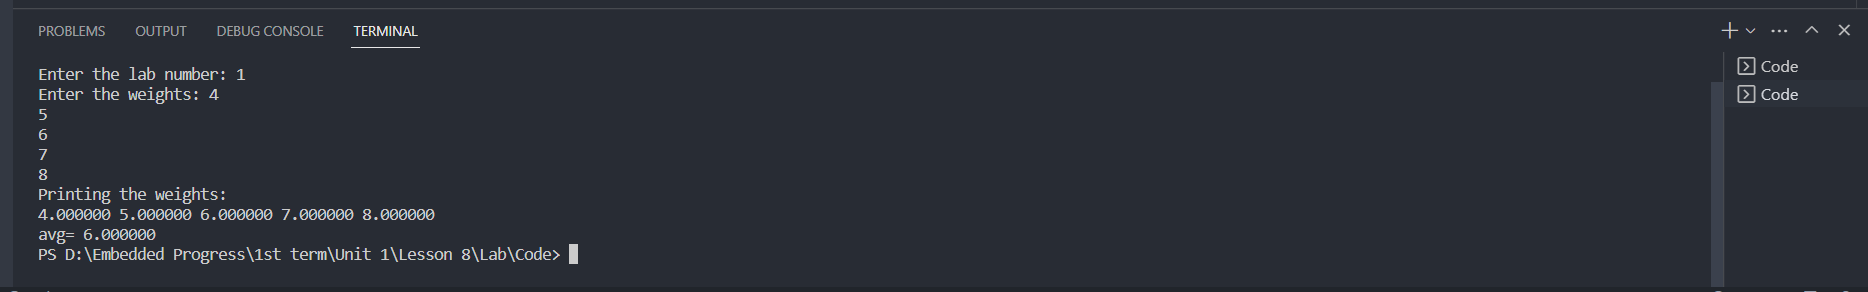 PROBLEMS OUTPUT DEBUG CONSOLE TERMINAL
Enter the lab number: 1
Enter the weights: 4
5
6
7
8
Printing the weights:
4.000000 5.000000 6.000000 7.000000 8.000000
avg= 6.000000
PS D:\Embedded Progress\1st term\Unit 1\Lesson 8\Lab\Code>
Code
Code